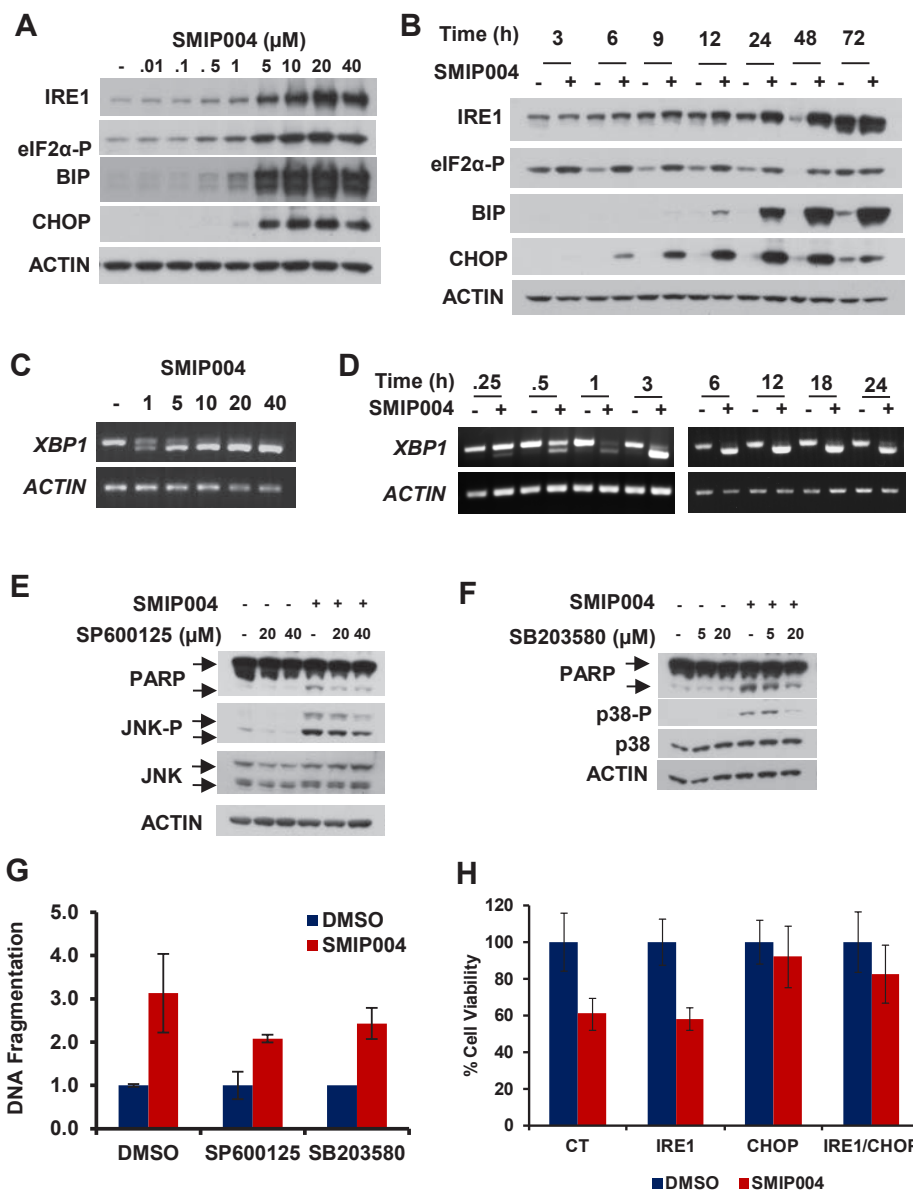 A
SMIP004 (µM)
- .01 .1 .5 1 5 10 20 40
IRE1
eIF2α-P
BIP
CHOP
ACTIN
B
Time (h) 3 6 9 12 24 48 72
SMIP004 - + - + - + - + - + - + - +
IRE1
eIF2α-P
BIP
CHOP
ACTIN
C
SMIP004
- 1 5 10 20 40
XBP1
ACTIN
D
Time (h) .25 .5 1 3 6 12 18 24
SMIP004 - + - + - + - + - + - + - + - +
XBP1
ACTIN
E
SMIP004 - - - + + +
SP600125 (µM) - 20 40 - 20 40
PARP
JNK-P
JNK
ACTIN
F
SMIP004 - - - + + +
SB203580 (µM) - 5 20 - 5 20
PARP
p38-P
p38
ACTIN
G
DNA Fragmentation
5.0
4.0
3.0
2.0
1.0
0.0
DMSO
SMIP004
DMSO SP600125 SB203580
H
% Cell Viability
120
100
80
60
40
20
0
CT IRE1 CHOP IRE1/CHOP
DMSO SMIP004